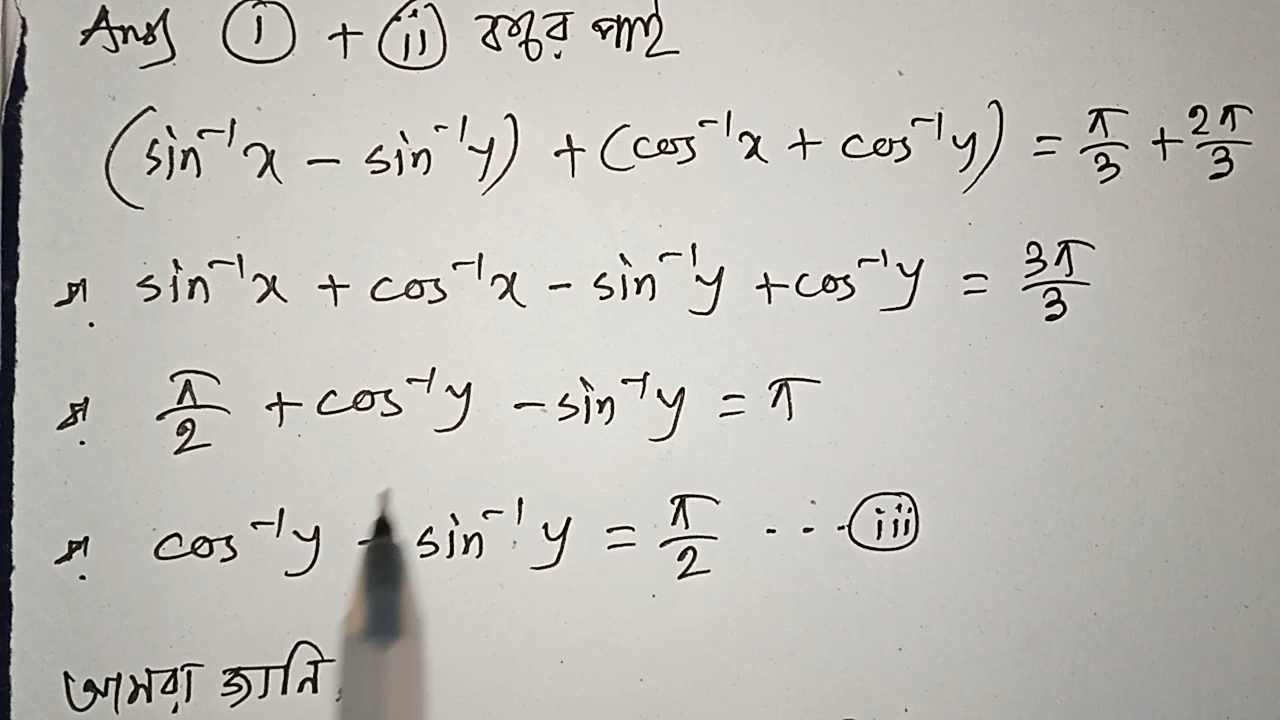 Ans (i) + (ii) করে পাই
(sin⁻¹x − sin⁻¹y) + (cos⁻¹x + cos⁻¹y) = π/3 + 2π/3
বা, sin⁻¹x + cos⁻¹x − sin⁻¹y + cos⁻¹y = 3π/3
বা, π/2 + cos⁻¹y − sin⁻¹y = π
বা, cos⁻¹y − sin⁻¹y = π/2 ... (iii)
আমরা জানি,